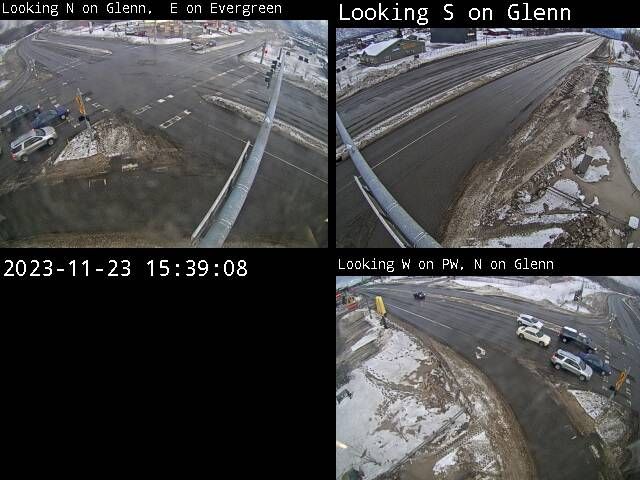 Looking N on Glenn, E on Evergreen
Looking S on Glenn
2023-11-23 15:39:08
Looking W on PW, N on Glenn